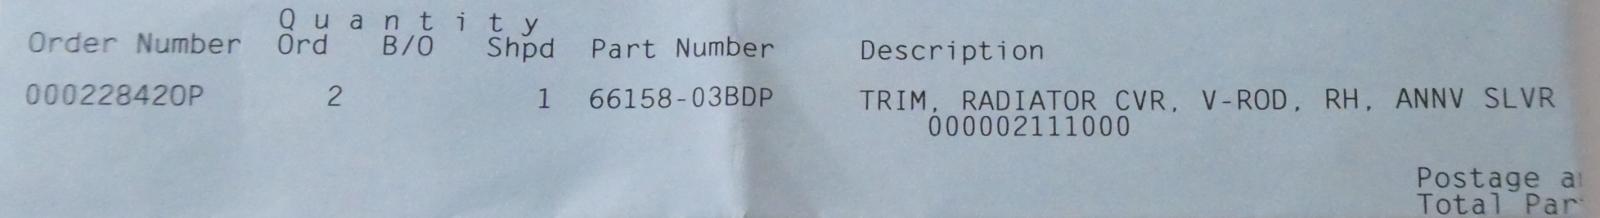 Quantity
Order Number Ord B/O Shpd Part Number Description
000228420P 2 1 66158-03BDP TRIM, RADIATOR CVR, V-ROD, RH, ANNV SLVR
000002111000
Postage
Total